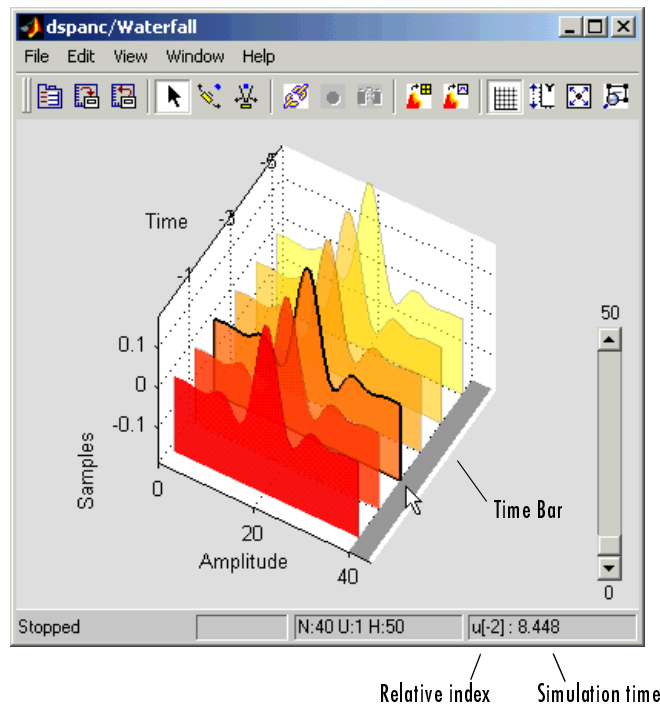 dspanc/Waterfall
File Edit View Window Help
-5
Time
-3
-1
0.1
0
-0.1
Samples
0
20
Amplitude
40
50
0
Time Bar
Stopped
N:40 U:1 H:50
u[-2] : 8.448
Relative index
Simulation time